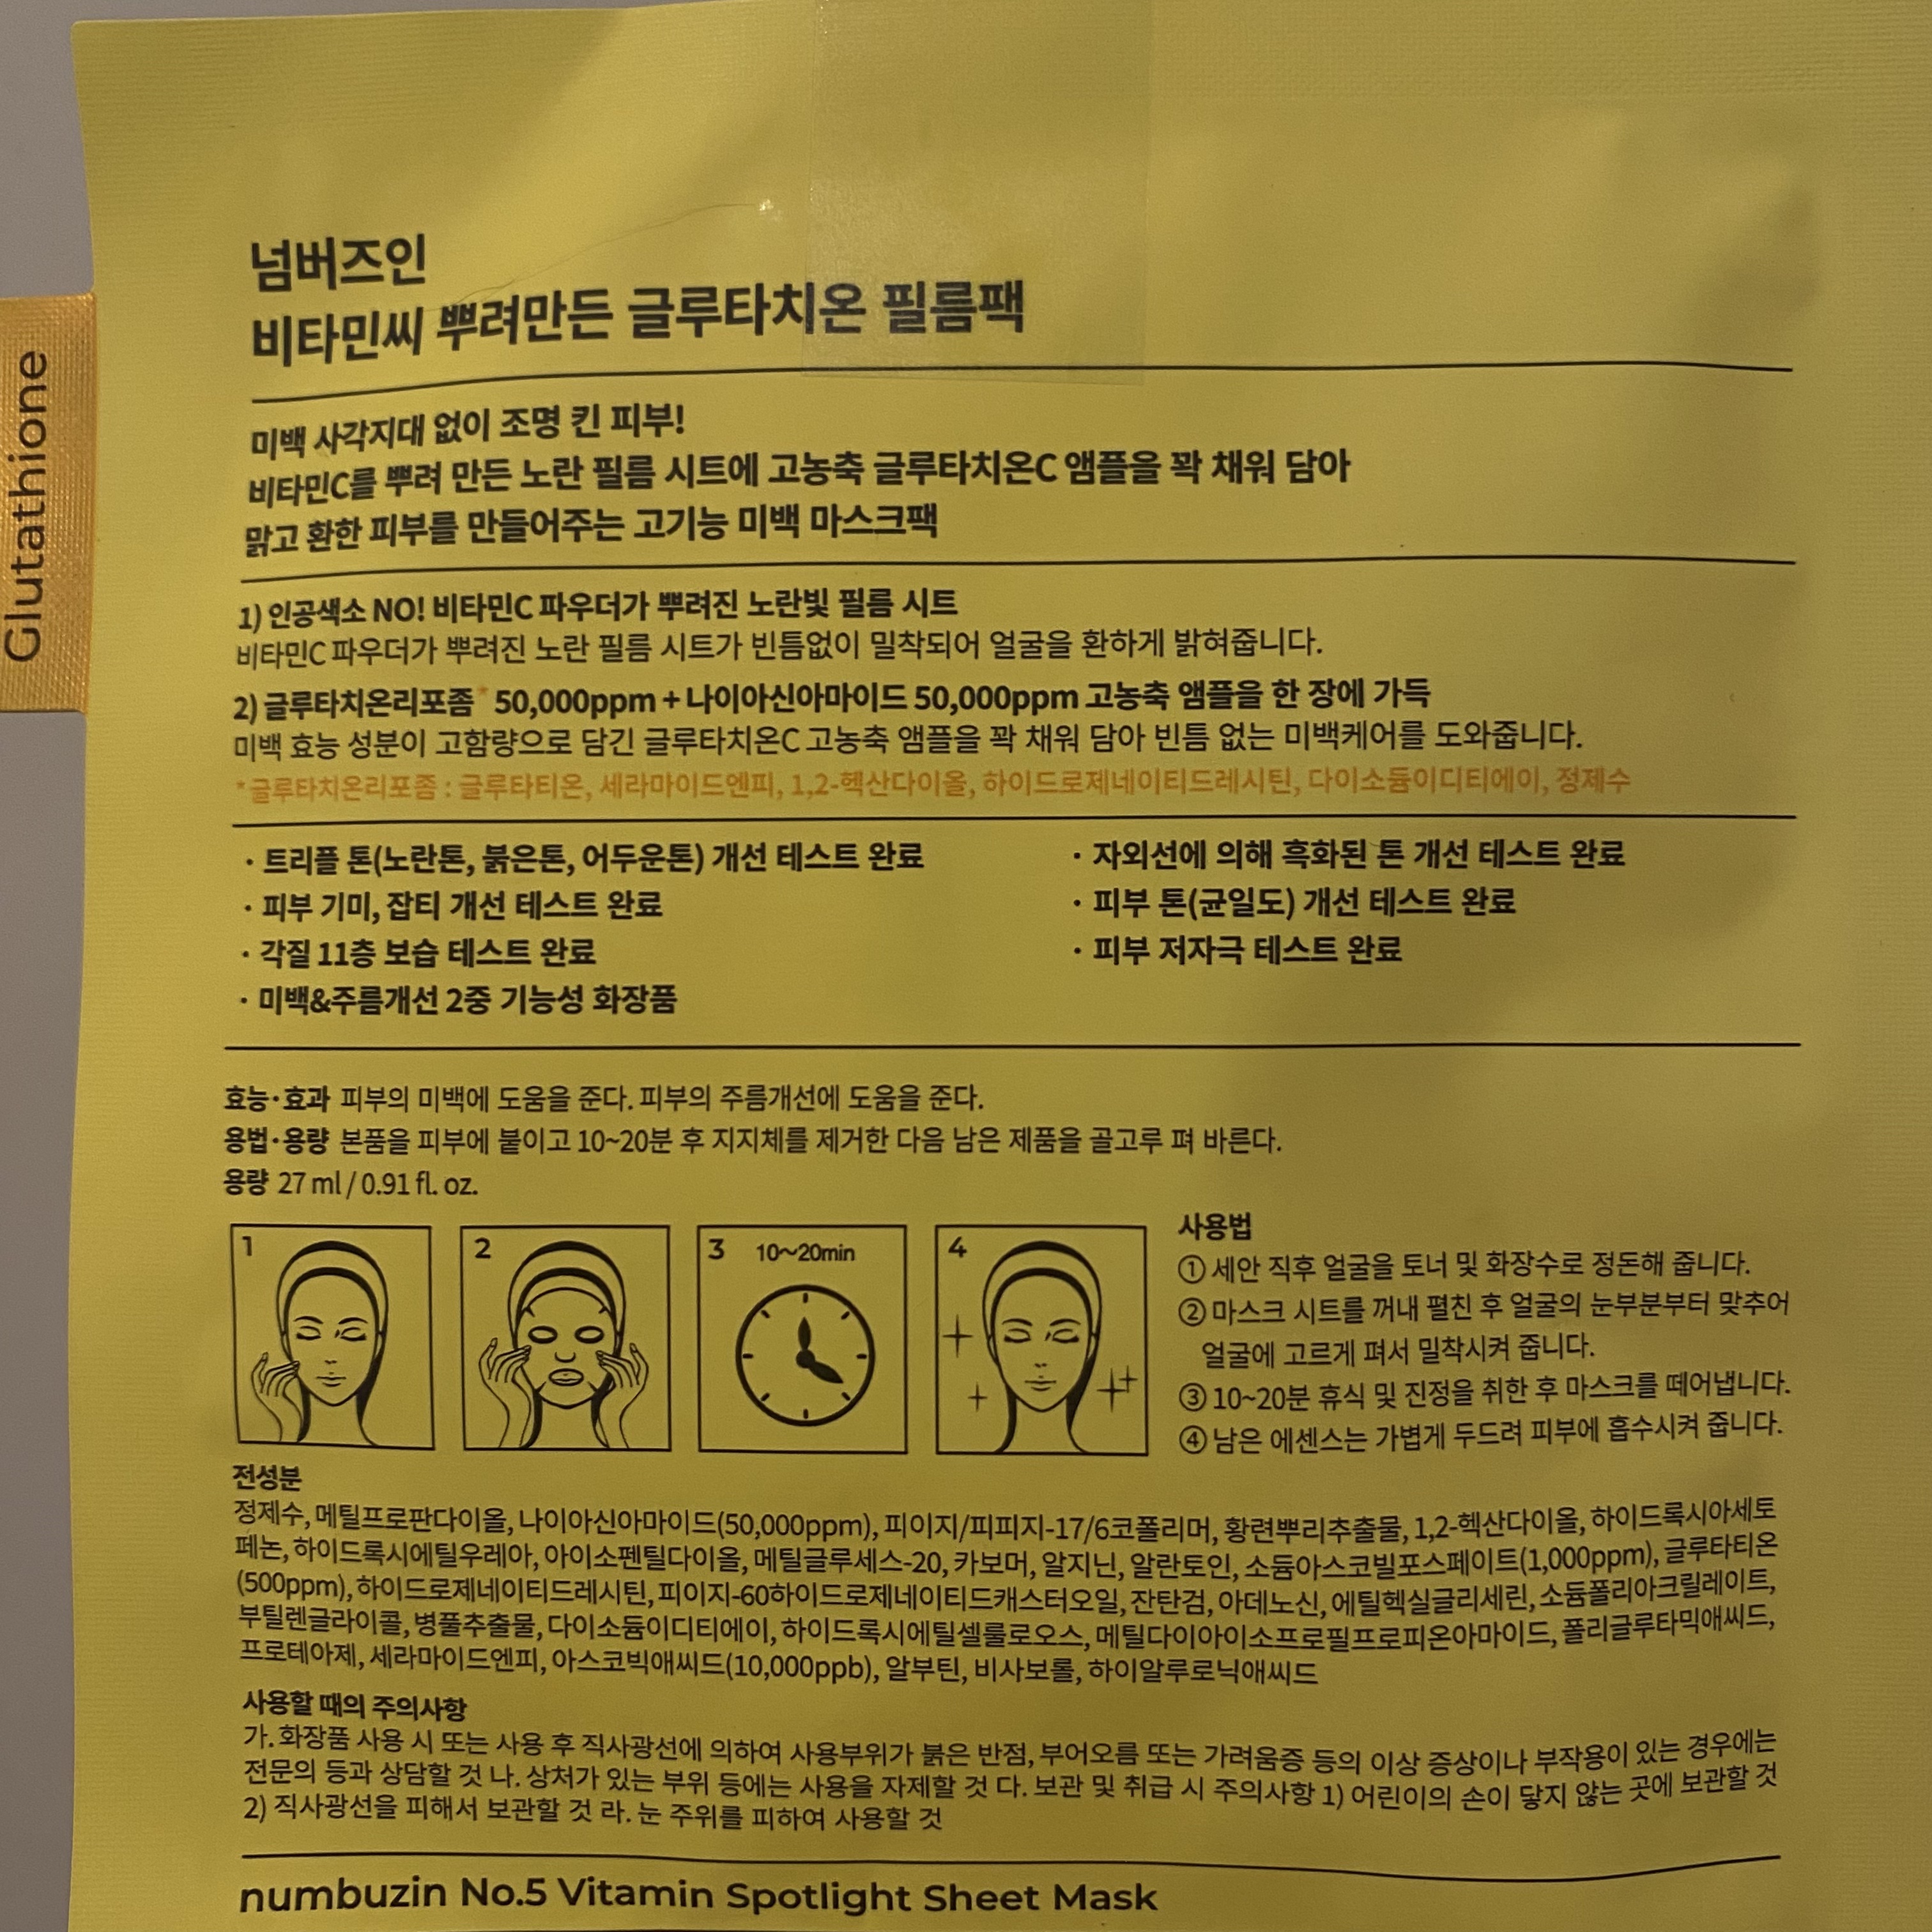 Glutathione
넘버즈인
비타민씨 뿌려만든 글루타치온 필름팩
미백 사각지대 없이 조명 킨 피부!
비타민C를 뿌려 만든 노란 필름 시트에 고농축 글루타치온C 앰플을 꽉 채워 담아
맑고 환한 피부를 만들어주는 고기능 미백 마스크팩
1) 인공색소 NO! 비타민C 파우더가 뿌려진 노란빛 필름 시트
비타민C 파우더가 뿌려진 노란 필름 시트가 빈틈없이 밀착되어 얼굴을 환하게 밝혀줍니다.
2) 글루타치온리포좀* 50,000ppm + 나이아신아마이드 50,000ppm 고농축 앰플을 한 장에 가득
미백 효능 성분이 고함량으로 담긴 글루타치온C 고농축 앰플을 꽉 채워 담아 빈틈 없는 미백케어를 도와줍니다.
*글루타치온리포좀 : 글루타티온, 세라마이드엔피, 1,2-헥산다이올, 하이드로제네이티드레시틴, 다이소듐이디티에이, 정제수
· 트리플 톤(노란톤, 붉은톤, 어두운톤) 개선 테스트 완료
· 피부 기미, 잡티 개선 테스트 완료
· 각질 11층 보습 테스트 완료
· 미백&주름개선 2중 기능성 화장품
· 자외선에 의해 흑화된 톤 개선 테스트 완료
· 피부 톤(균일도) 개선 테스트 완료
· 피부 저자극 테스트 완료
효능·효과 피부의 미백에 도움을 준다. 피부의 주름개선에 도움을 준다.
용법·용량 본품을 피부에 붙이고 10~20분 후 지지체를 제거한 다음 남은 제품을 골고루 펴 바른다.
용량 27 ml / 0.91 fl. oz.
1
2
3 10~20min
4
사용법
① 세안 직후 얼굴을 토너 및 화장수로 정돈해 줍니다.
② 마스크 시트를 꺼내 펼친 후 얼굴의 눈부분부터 맞추어
얼굴에 고르게 펴서 밀착시켜 줍니다.
③ 10~20분 휴식 및 진정을 취한 후 마스크를 떼어냅니다.
④ 남은 에센스는 가볍게 두드려 피부에 흡수시켜 줍니다.
전성분
정제수, 메틸프로판다이올, 나이아신아마이드(50,000ppm), 피이지/피피지-17/6코폴리머, 황련뿌리추출물, 1,2-헥산다이올, 하이드록시아세토
페논, 하이드록시에틸우레아, 아이소펜틸다이올, 메틸글루세스-20, 카보머, 알지닌, 알란토인, 소듐아스코빌포스페이트(1,000ppm), 글루타티온
(500ppm), 하이드로제네이티드레시틴, 피이지-60하이드로제네이티드캐스터오일, 잔탄검, 아데노신, 에틸헥실글리세린, 소듐폴리아크릴레이트,
부틸렌글라이콜, 병풀추출물, 다이소듐이디티에이, 하이드록시에틸셀룰로오스, 메틸다이아이소프로필프로피온아마이드, 폴리글루타믹애씨드,
프로테아제, 세라마이드엔피, 아스코빅애씨드(10,000ppb), 알부틴, 비사보롤, 하이알루로닉애씨드
사용할 때의 주의사항
가. 화장품 사용 시 또는 사용 후 직사광선에 의하여 사용부위가 붉은 반점, 부어오름 또는 가려움증 등의 이상 증상이나 부작용이 있는 경우에는
전문의 등과 상담할 것 나. 상처가 있는 부위 등에는 사용을 자제할 것 다. 보관 및 취급 시 주의사항 1) 어린이의 손이 닿지 않는 곳에 보관할 것
2) 직사광선을 피해서 보관할 것 라. 눈 주위를 피하여 사용할 것
numbuzin No.5 Vitamin Spotlight Sheet Mask